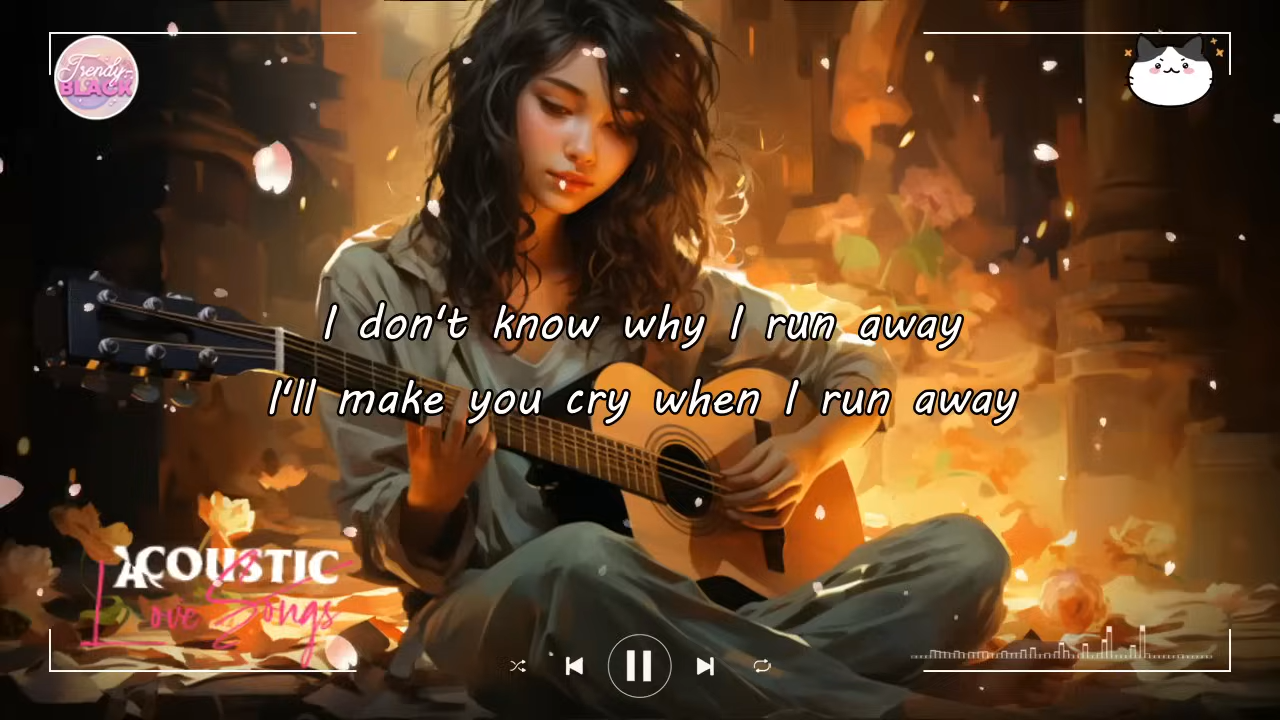 Trendy
BLACK
I don't know why I run away
I'll make you cry when I run away
ACOUSTIC
Love Songs